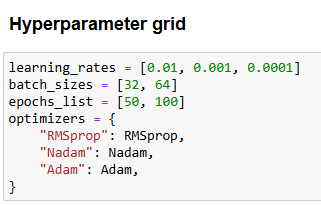 Hyperparameter grid
learning_rates = [0.01, 0.001, 0.0001]
batch_sizes = [32, 64]
epochs_list = [50, 100]
optimizers = {
    "RMSprop": RMSprop,
    "Nadam": Nadam,
    "Adam": Adam,
}